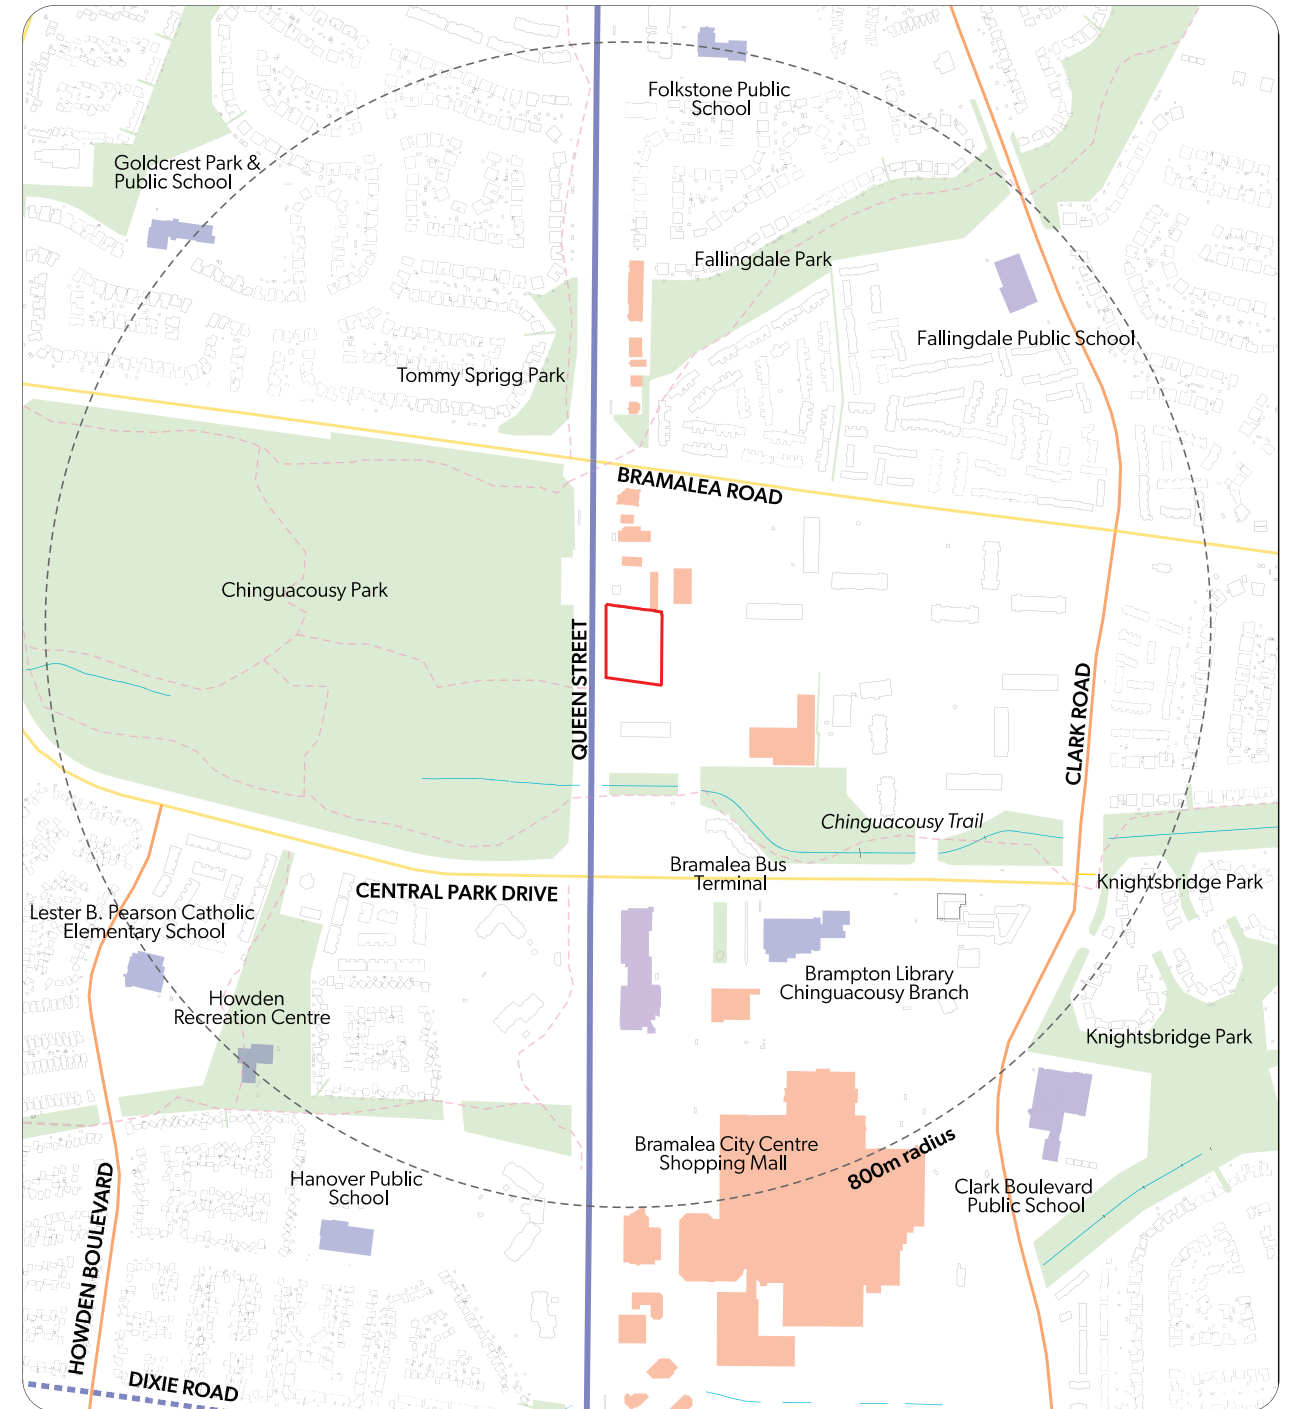 Folkstone Public
School
Goldcrest Park &
Public School
Fallingdale Park
Fallingdale Public School
Tommy Sprigg Park
BRAMALEA ROAD
Chinguacousy Park
QUEEN STREET
CLARK ROAD
Chinguacousy Trail
Bramalea Bus
Terminal
CENTRAL PARK DRIVE
Knightsbridge Park
Lester B. Pearson Catholic
Elementary School
Brampton Library
Chinguacousy Branch
Howden
Recreation Centre
Knightsbridge Park
Bramalea City Centre
Shopping Mall
800m radius
Hanover Public
School
Clark Boulevard
Public School
HOWDEN BOULEVARD
DIXIE ROAD